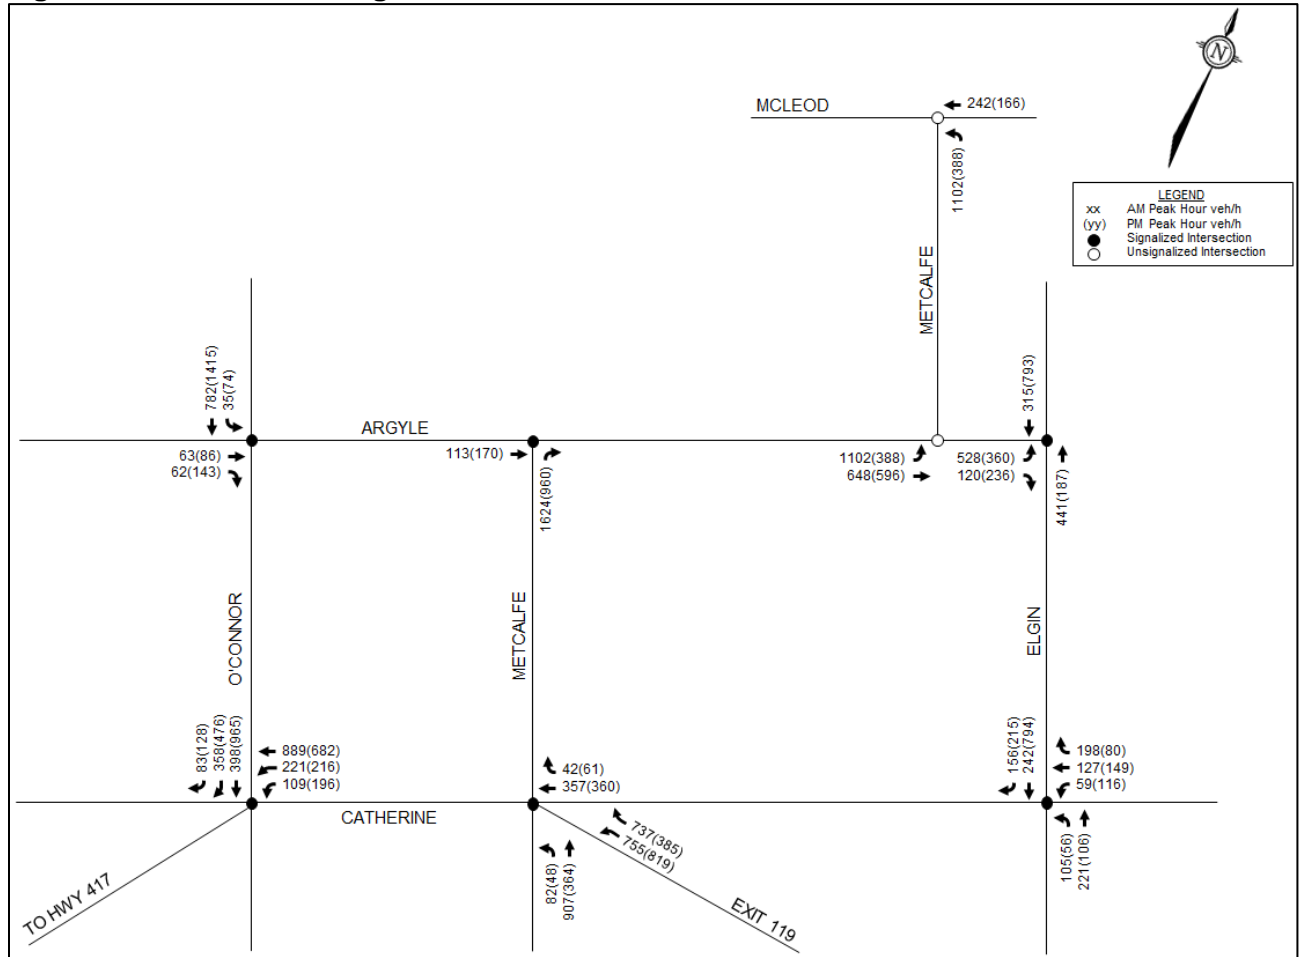 N
MCLEOD
242(166)
1102(388)
LEGEND
xx AM Peak Hour veh/h
(yy) PM Peak Hour veh/h
Signalized Intersection
Unsignalized Intersection
METCALFE
782(1415)
35(74)
315(793)
ARGYLE
63(86)
62(143)
113(170)
1624(960)
1102(388)
648(596)
528(360)
120(236)
441(187)
O'CONNOR
METCALFE
ELGIN
83(128)
358(476)
398(965)
889(682)
221(216)
109(196)
42(61)
357(360)
156(215)
242(794)
198(80)
127(149)
59(116)
CATHERINE
737(385)
755(819)
82(48)
907(364)
105(56)
221(106)
TO HWY 417
EXIT 119